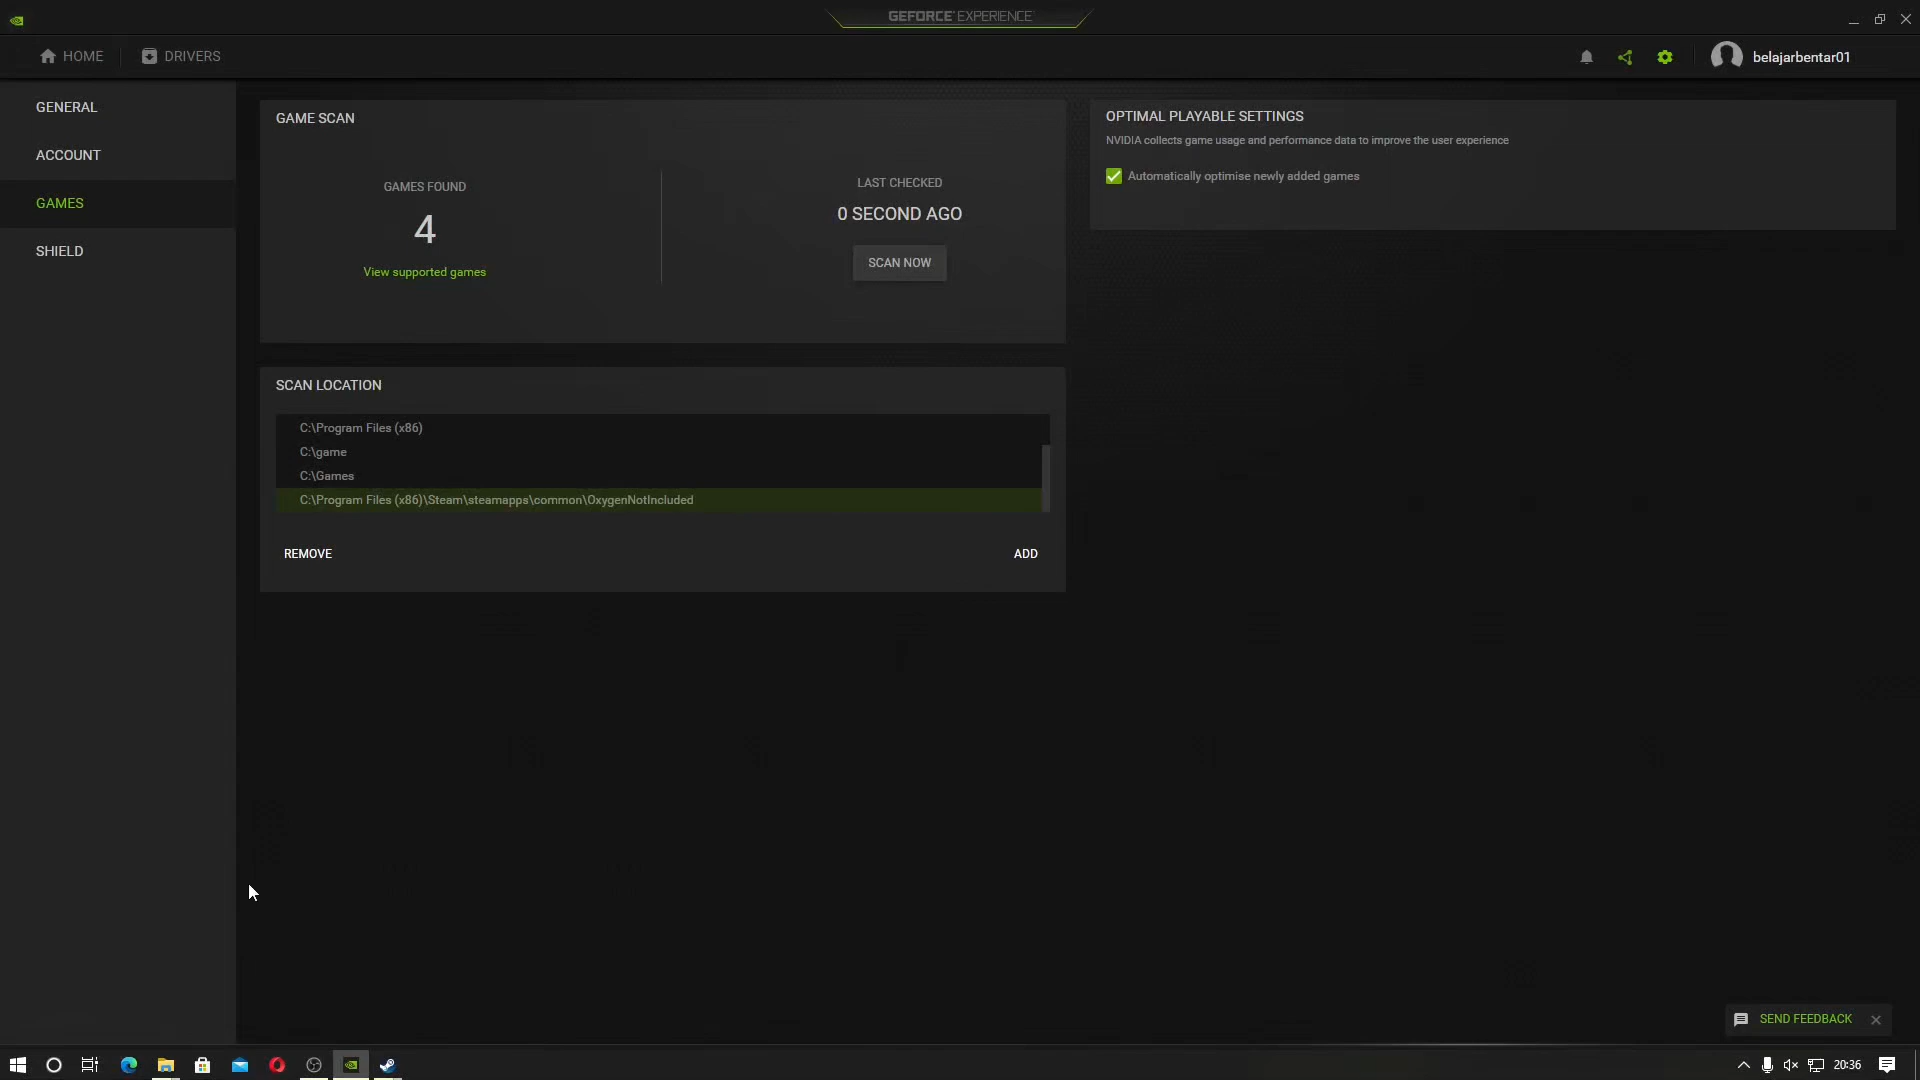 GEFORCE EXPERIENCE
HOME
DRIVERS
belajarbentar01
GENERAL
ACCOUNT
GAMES
SHIELD
GAME SCAN
GAMES FOUND
4
View supported games
LAST CHECKED
0 SECOND AGO
SCAN NOW
OPTIMAL PLAYABLE SETTINGS
NVIDIA collects game usage and performance data to improve the user experience
Automatically optimise newly added games
SCAN LOCATION
C:\Program Files (x86)
C:\game
C:\Games
C:\Program Files (x86)\Steam\steamapps\common\OxygenNotIncluded
REMOVE
ADD
SEND FEEDBACK
20:36